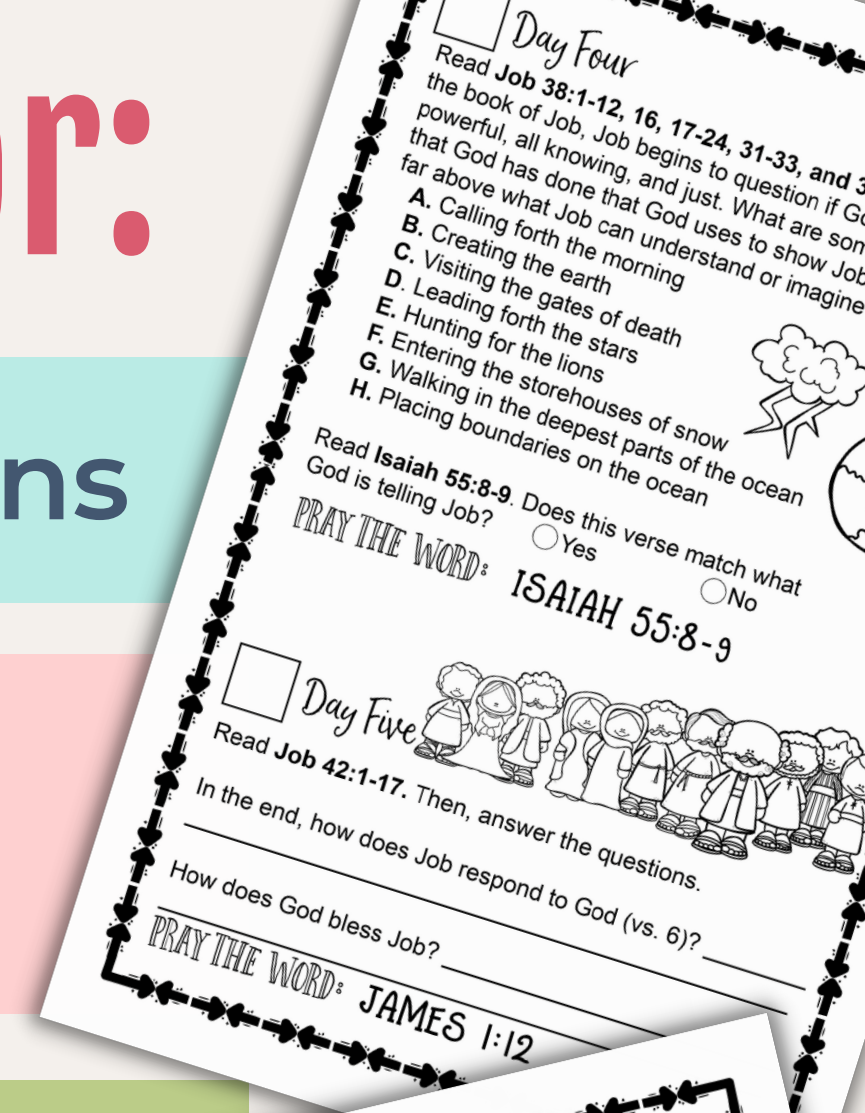 r:
ns
Day Four
Read Job 38:1-12, 16, 17-24, 31-33, and
the book of Job, Job begins to question if
powerful, all knowing, and just. What are
that God has done that God uses to show Job
far above what Job can understand or imagine
A. Calling forth the morning
B. Creating the earth
C. Visiting the gates of death
D. Leading forth the stars
E. Hunting for the lions
F. Entering the storehouses of snow
G. Walking in the deepest parts of the ocean
H. Placing boundaries on the ocean
Read Isaiah 55:8-9. Does this verse match what
God is telling Job? Yes No
PRAY THE WORD: ISAIAH 55:8-9
Day Five
Read Job 42:1-17. Then, answer the questions.
In the end, how does Job respond to God (vs. 6)?
How does God bless Job?
PRAY THE WORD: JAMES 1:12